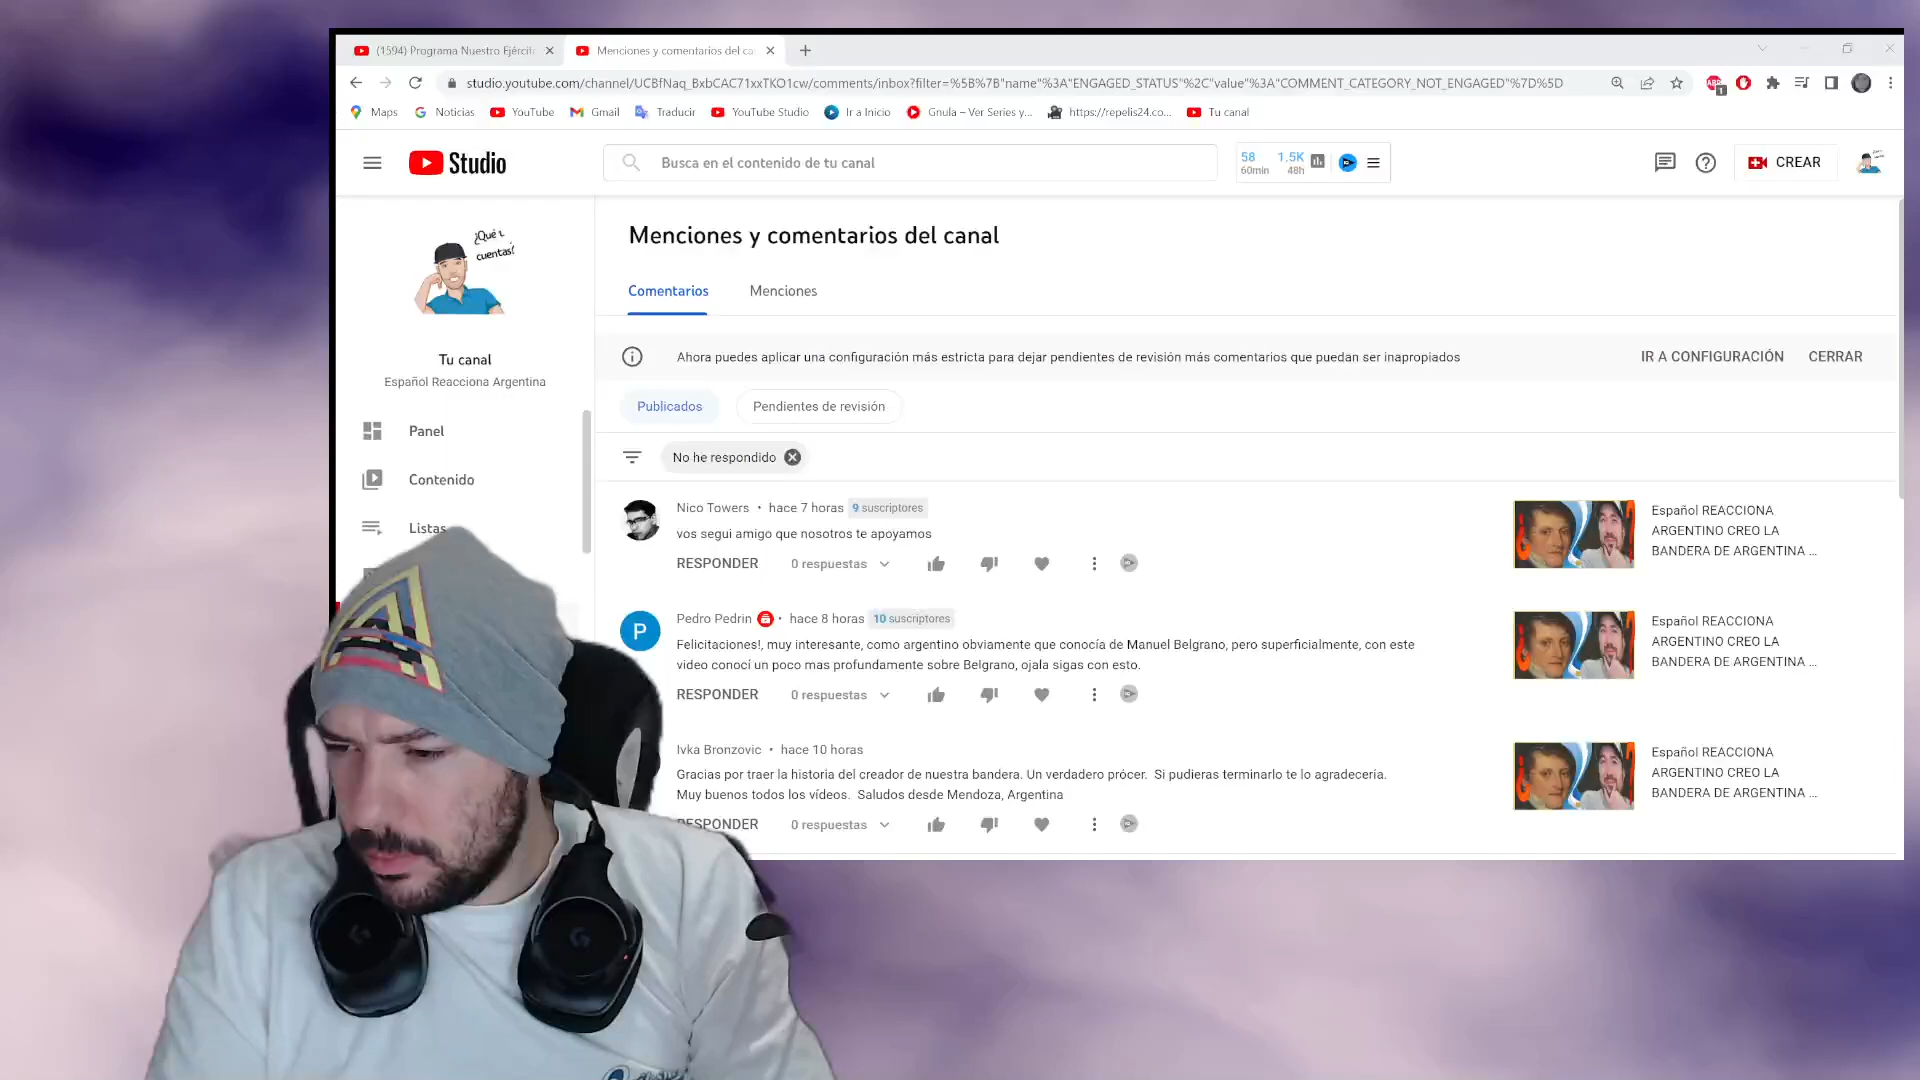 (1594) Programa Nuestro Ejércit
Menciones y comentarios del ca
studio.youtube.com/channel/UCBfNaq_BxbCAC71xxTKO1cw/comments/inbox?filter=%5B%7B"name"%3A"ENGAGED_STATUS"%2C"value"%3A"COMMENT_CATEGORY_NOT_ENGAGED"%7D%5D
Maps Noticias YouTube Gmail Traducir YouTube Studio Ir a Inicio Gnula – Ver Series y... https://repelis24.co... Tu canal
Studio
Busca en el contenido de tu canal
58 1.5K
60min 48h
CREAR
¿Qué
cuentas?
Tu canal
Español Reacciona Argentina
Panel
Contenido
Listas
Menciones y comentarios del canal
Comentarios Menciones
Ahora puedes aplicar una configuración más estricta para dejar pendientes de revisión más comentarios que puedan ser inapropiados
IR A CONFIGURACIÓN CERRAR
Publicados Pendientes de revisión
No he respondido
Nico Towers • hace 7 horas 9 suscriptores
vos segui amigo que nosotros te apoyamos
RESPONDER 0 respuestas
Español REACCIONA
ARGENTINO CREO LA
BANDERA DE ARGENTINA ...
P
Pedro Pedrin • hace 8 horas 10 suscriptores
Felicitaciones!, muy interesante, como argentino obviamente que conocía de Manuel Belgrano, pero superficialmente, con este
video conocí un poco mas profundamente sobre Belgrano, ojala sigas con esto.
RESPONDER 0 respuestas
Español REACCIONA
ARGENTINO CREO LA
BANDERA DE ARGENTINA ...
Ivka Bronzovic • hace 10 horas
Gracias por traer la historia del creador de nuestra bandera. Un verdadero prócer. Si pudieras terminarlo te lo agradecería.
Muy buenos todos los vídeos. Saludos desde Mendoza, Argentina
RESPONDER 0 respuestas
Español REACCIONA
ARGENTINO CREO LA
BANDERA DE ARGENTINA ...